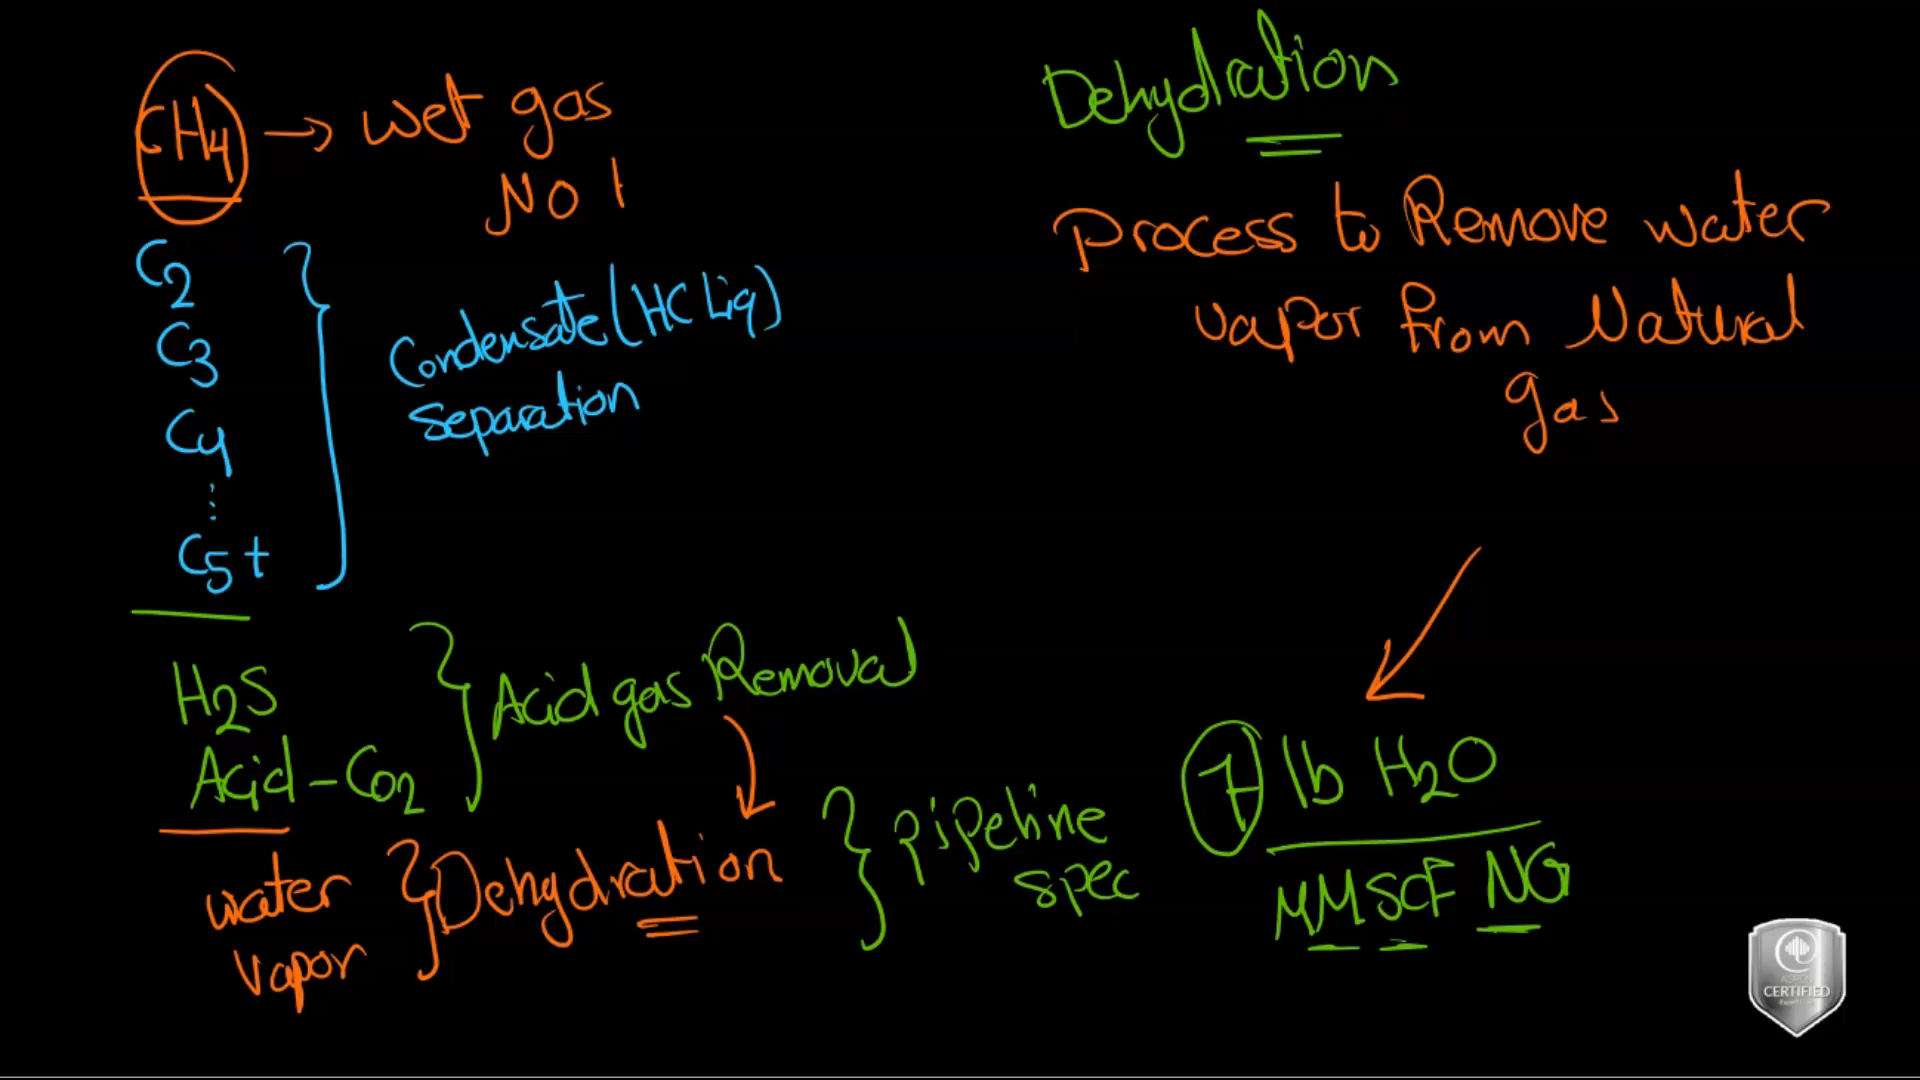 CH4 → wet gas
NO 1
C2
C3
C4
⋮
C5+
Condensate (HC Liq)
separation
H2S
Acid - CO2
Acid gas Removal
water
vapor
Dehydration
pipeline
spec
Dehydration
Process to Remove water
vapor from Natural
gas
7 lb H2O
MMSCF NG
CERTIFIED